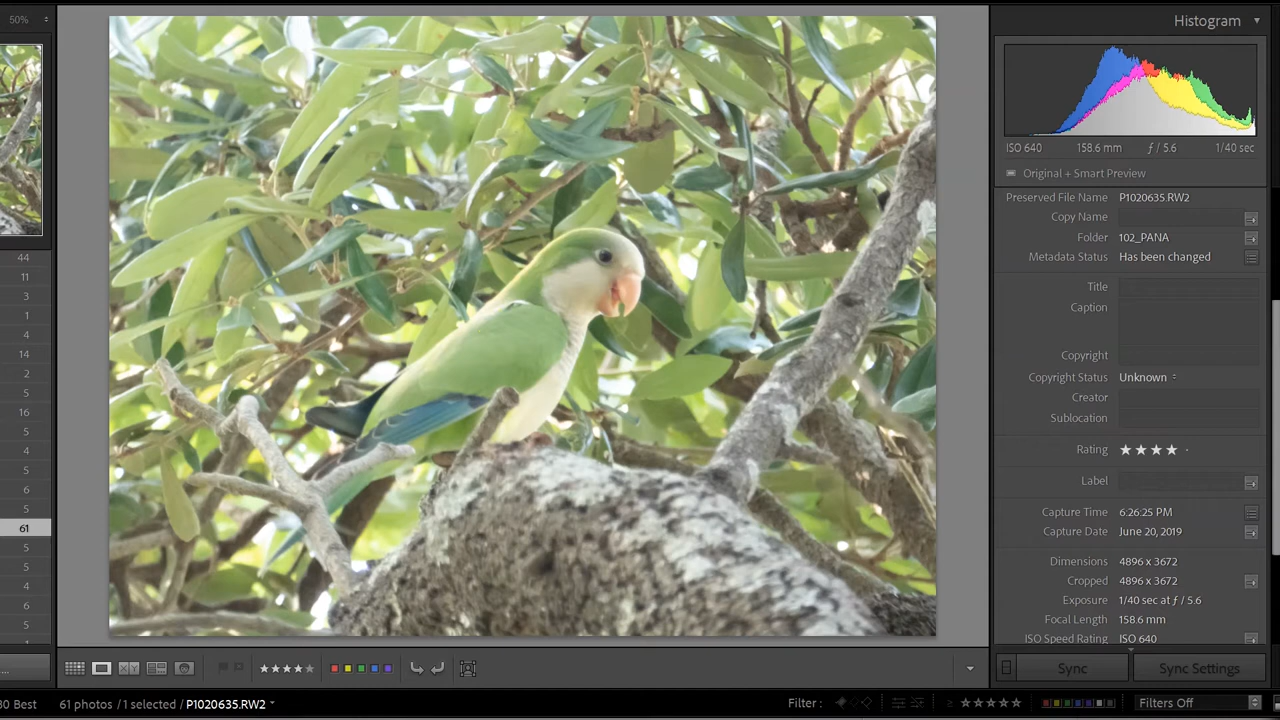 50%
44
11
3
1
4
14
2
5
16
5
4
5
6
5
61
5
5
4
6
5
...
30 Best
61 photos / 1 selected / P1020635.RW2
Filter :
≥
Filters Off
Histogram
ISO 640 158.6 mm ƒ / 5.6 1/40 sec
Original + Smart Preview
Preserved File Name P1020635.RW2
Copy Name
Folder 102_PANA
Metadata Status Has been changed
Title
Caption
Copyright
Copyright Status Unknown
Creator
Sublocation
Rating ★★★★ ·
Label
Capture Time 6:26:25 PM
Capture Date June 20, 2019
Dimensions 4896 x 3672
Cropped 4896 x 3672
Exposure 1/40 sec at ƒ / 5.6
Focal Length 158.6 mm
ISO Speed Rating ISO 640
Sync Sync Settings
X Y